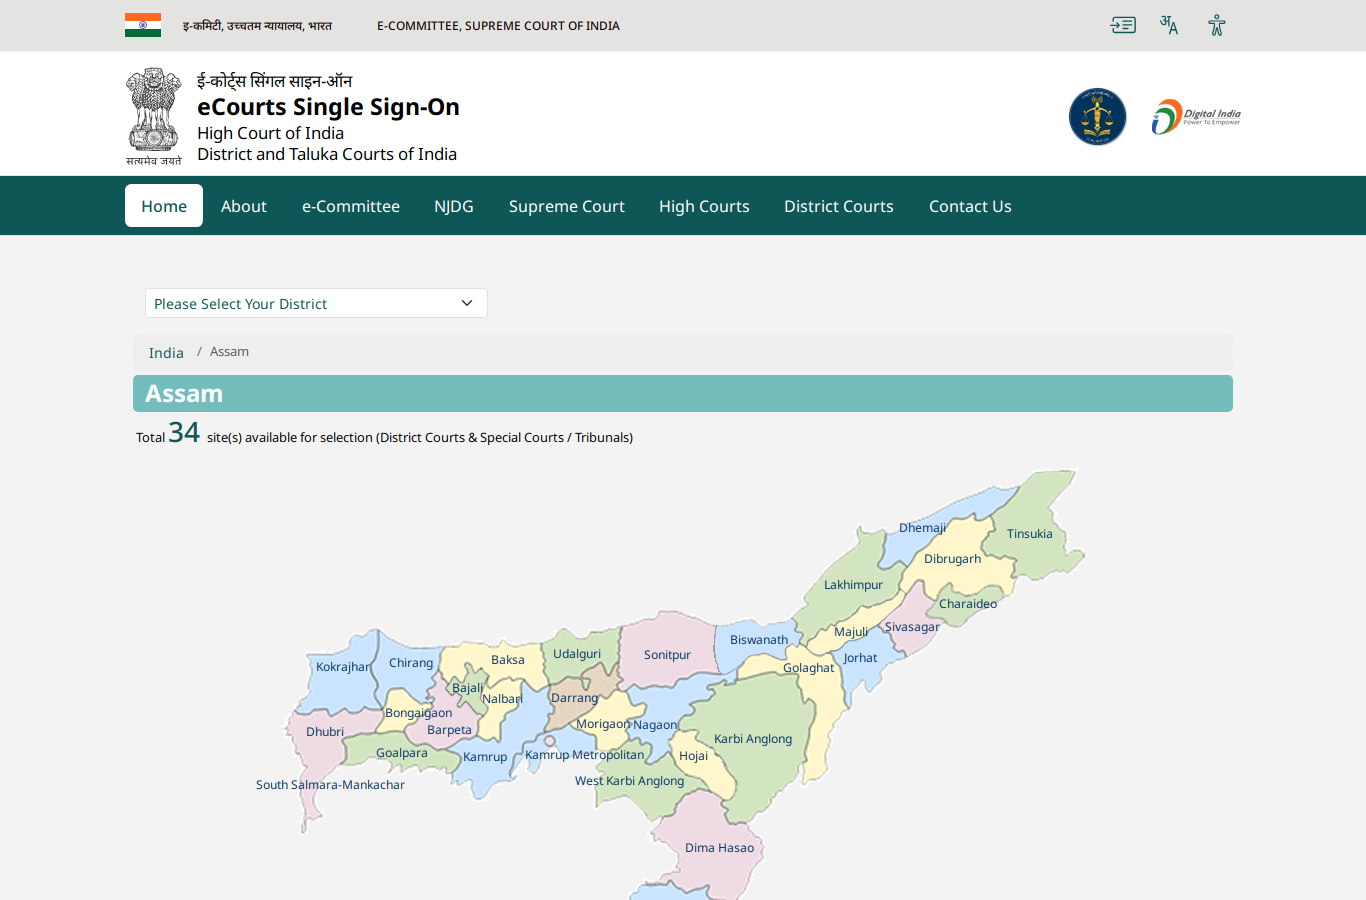 इ-कमिटी, उच्चतम न्यायालय, भारत
E-COMMITTEE, SUPREME COURT OF INDIA
अ A
सत्यमेव जयते
ई-कोर्ट्स सिंगल साइन-ऑन
eCourts Single Sign-On
High Court of India
District and Taluka Courts of India
Digital India
Power To Empower
Home About e-Committee NJDG Supreme Court High Courts District Courts Contact Us
Please Select Your District
India / Assam
Assam
Total 34 site(s) available for selection (District Courts & Special Courts / Tribunals)
Dhemaji
Tinsukia
Dibrugarh
Lakhimpur
Charaideo
Sivasagar
Majuli
Biswanath
Udalguri
Sonitpur
Jorhat
Baksa
Chirang
Kokrajhar
Golaghat
Bajali
Nalbari
Darrang
Bongaigaon
Morigaon
Nagaon
Barpeta
Dhubri
Karbi Anglong
Goalpara
Kamrup
Kamrup Metropolitan
Hojai
West Karbi Anglong
South Salmara-Mankachar
Dima Hasao